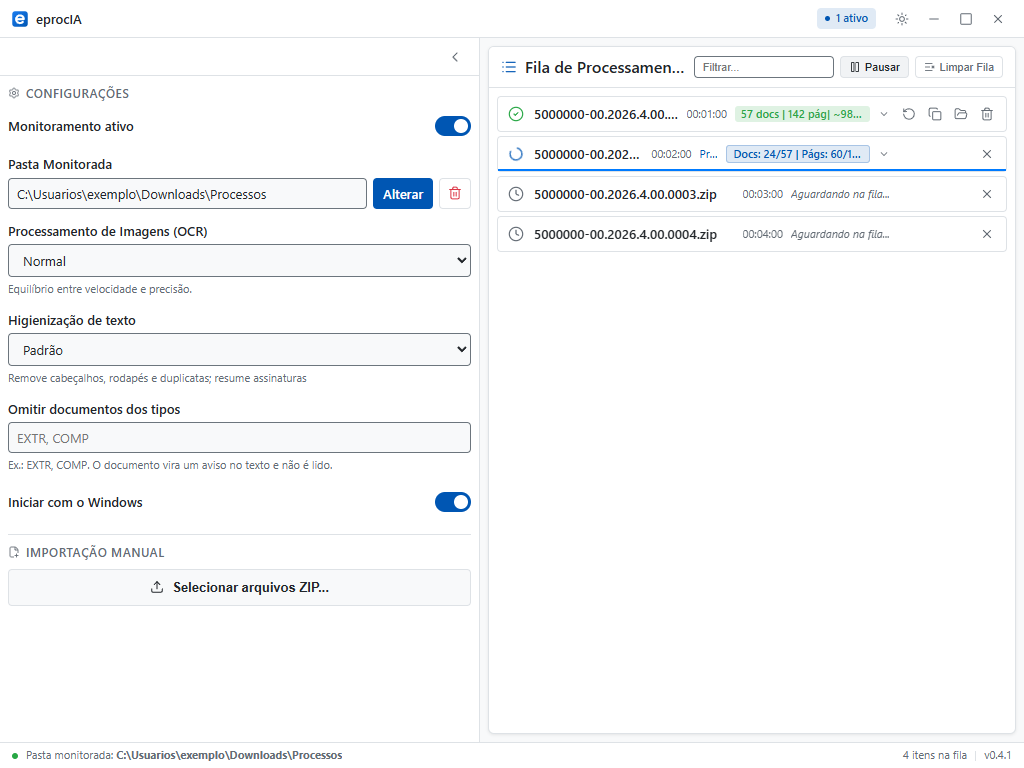 eprocIA
1 ativo
CONFIGURAÇÕES
Monitoramento ativo
Pasta Monitorada
C:\Usuarios\exemplo\Downloads\Processos
Alterar
Processamento de Imagens (OCR)
Normal
Equilíbrio entre velocidade e precisão.
Higienização de texto
Padrão
Remove cabeçalhos, rodapés e duplicatas; resume assinaturas
Omitir documentos dos tipos
EXTR, COMP
Ex.: EXTR, COMP. O documento vira um aviso no texto e não é lido.
Iniciar com o Windows
IMPORTAÇÃO MANUAL
Selecionar arquivos ZIP...
Fila de Processamen...
Filtrar...
Pausar
Limpar Fila
5000000-00.2026.4.00.... 00:01:00 57 docs | 142 pág| ~98...
5000000-00.202... 00:02:00 Pr... Docs: 24/57 | Págs: 60/1...
5000000-00.2026.4.00.0003.zip 00:03:00 Aguardando na fila...
5000000-00.2026.4.00.0004.zip 00:04:00 Aguardando na fila...
Pasta monitorada: C:\Usuarios\exemplo\Downloads\Processos
4 itens na fila
v0.4.1